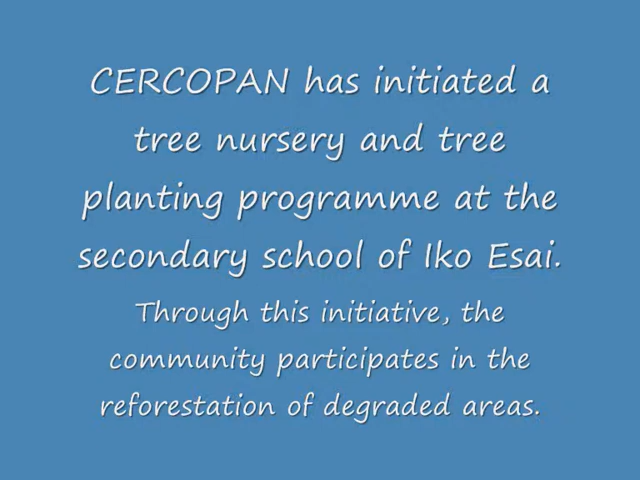 CERCOPAN has initiated a
tree nursery and tree
planting programme at the
secondary school of Iko Esai.
Through this initiative, the
community participates in the
reforestation of degraded areas.